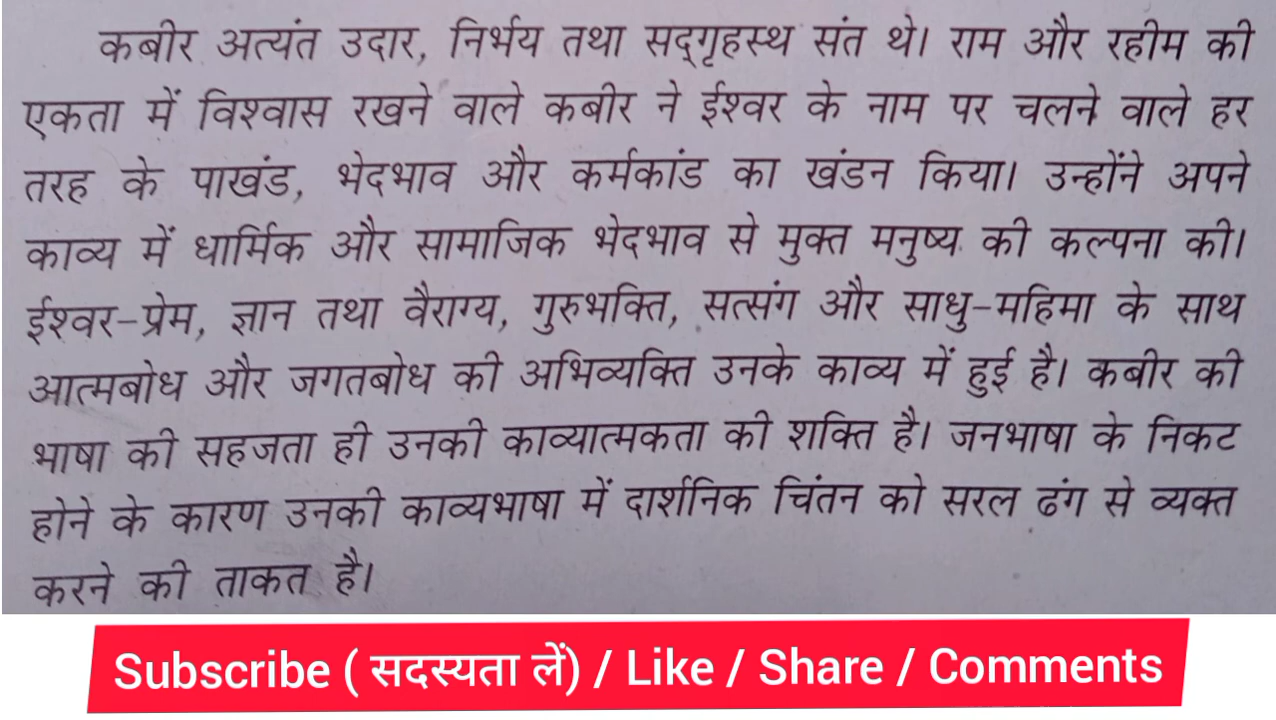 कबीर अत्यंत उदार, निर्भय तथा सद्‌गृहस्थ संत थे। राम और रहीम की
एकता में विश्वास रखने वाले कबीर ने ईश्वर के नाम पर चलने वाले हर
तरह के पाखंड, भेदभाव और कर्मकांड का खंडन किया। उन्होंने अपने
काव्य में धार्मिक और सामाजिक भेदभाव से मुक्त मनुष्य की कल्पना की।
ईश्वर-प्रेम, ज्ञान तथा वैराग्य, गुरुभक्ति, सत्संग और साधु-महिमा के साथ
आत्मबोध और जगतबोध की अभिव्यक्ति उनके काव्य में हुई है। कबीर की
भाषा की सहजता ही उनकी काव्यात्मकता की शक्ति है। जनभाषा के निकट
होने के कारण उनकी काव्यभाषा में दार्शनिक चिंतन को सरल ढंग से व्यक्त
करने की ताकत है।
Subscribe ( सदस्यता लें) / Like / Share / Comments